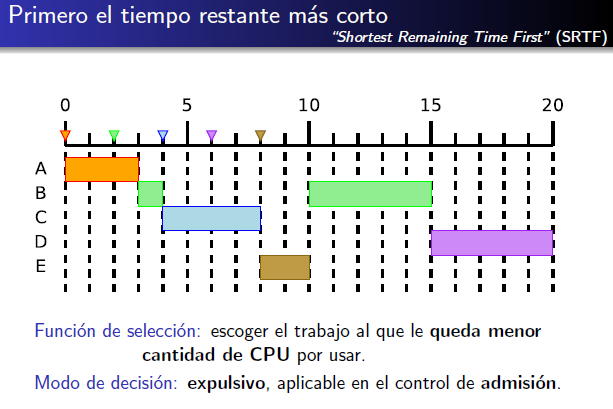 Primero el tiempo restante más corto
“Shortest Remaining Time First” (SRTF)
0 5 10 15 20
A
B
C
D
E
Función de selección: escoger el trabajo al que le queda menor
cantidad de CPU por usar.
Modo de decisión: expulsivo, aplicable en el control de admisión.